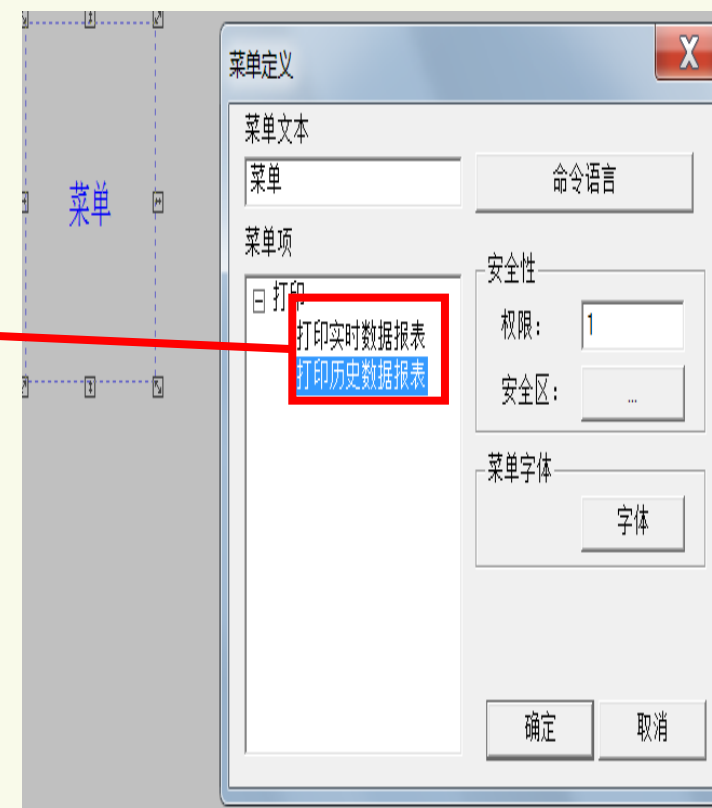 菜单
菜单定义
X
菜单文本
菜单
命令语言
菜单项
打印
打印实时数据报表
打印历史数据报表
安全性
权限：
1
安全区：
...
菜单字体
字体
确定
取消